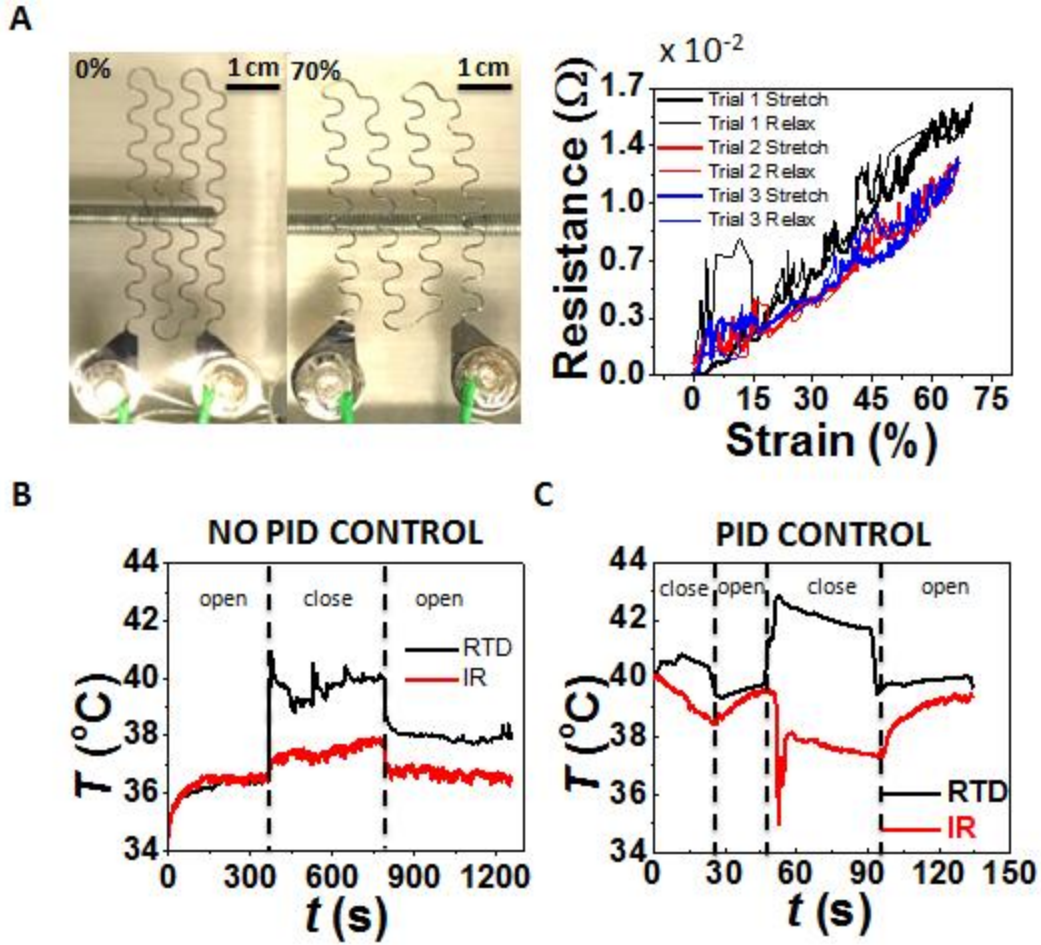 A
0%
1 cm
70%
1 cm
x 10-2
Resistance (Ω)
1.7
1.4
1.0
0.7
0.3
0.0
Trial 1 Stretch
Trial 1 Relax
Trial 2 Stretch
Trial 2 Relax
Trial 3 Stretch
Trial 3 Relax
0 15 30 45 60 75
Strain (%)
B
NO PID CONTROL
T (°C)
44
42
40
38
36
34
open close open
RTD
IR
0 300 600 900 1200
t (s)
C
PID CONTROL
T (°C)
44
42
40
38
36
34
close open close open
RTD
IR
0 30 60 90 120 150
t (s)